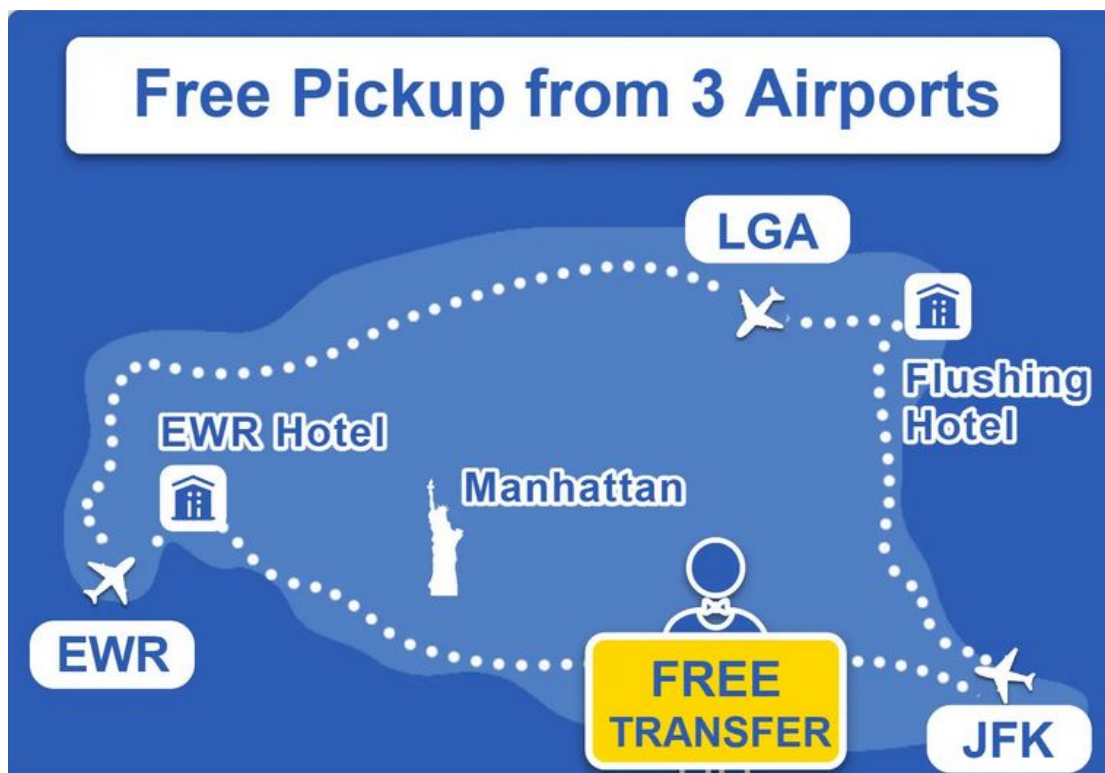 Free Pickup from 3 Airports
LGA
Flushing
Hotel
EWR Hotel
Manhattan
EWR
FREE
TRANSFER
JFK